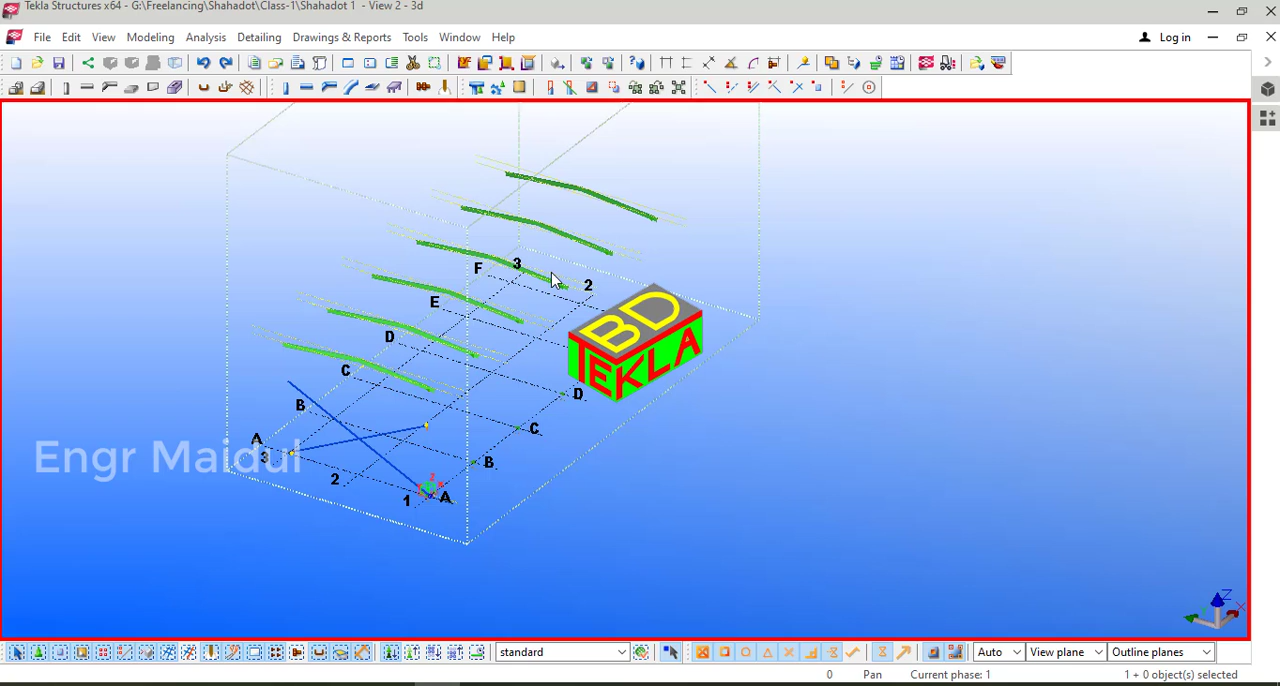 Tekla Structures x64 - G:\Freelancing\Shahadot\Class-1\Shahadot 1 - View 2 - 3d
File Edit View Modeling Analysis Detailing Drawings & Reports Tools Window Help
Log in
3
F
2
E
D
C
B
A
3
2
1
A
B
C
D
BD
TEKLA
Engr Maidul
Z
X
standard
Auto
View plane
Outline planes
0
Pan
Current phase: 1
1 + 0 object(s) selected